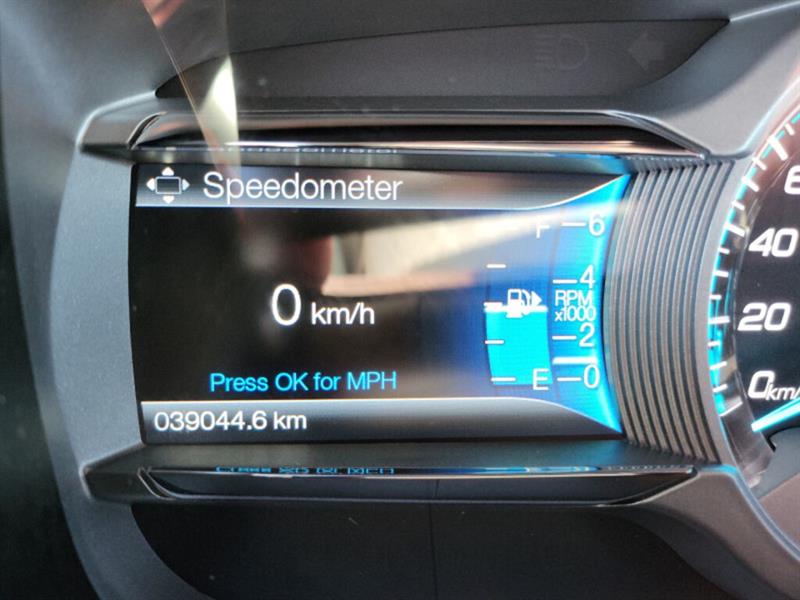 Speedometer
0 km/h
Press OK for MPH
039044.6 km
F
E
6
4
RPM
x1000
2
0
40
20
0km/